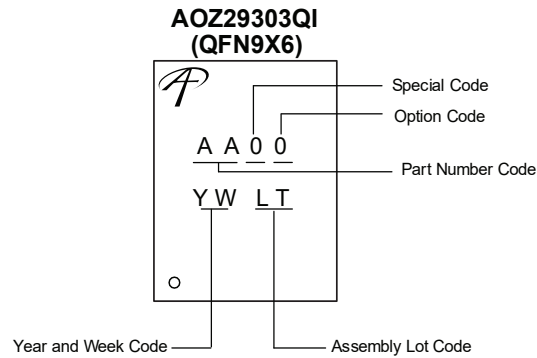 AOZ29303QI
(QFN9X6)
Special Code
Option Code
A A 0 0
Part Number Code
Y W L T
Year and Week Code
Assembly Lot Code